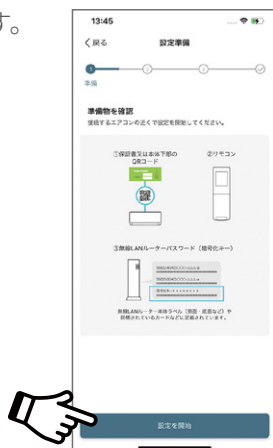 す。
13:45
戻る
設定準備
1
2
3
準備
準備物を確認
接続するエアコンの近くで設定を開始してください。
①保証書又は本体下部の
QRコード
②リモコン
③無線LANルーターパスワード（暗号化キー）
無線LANルーター本体ラベル（側面・底面など）や
同梱されているカードなどに記載されています。
設定を開始